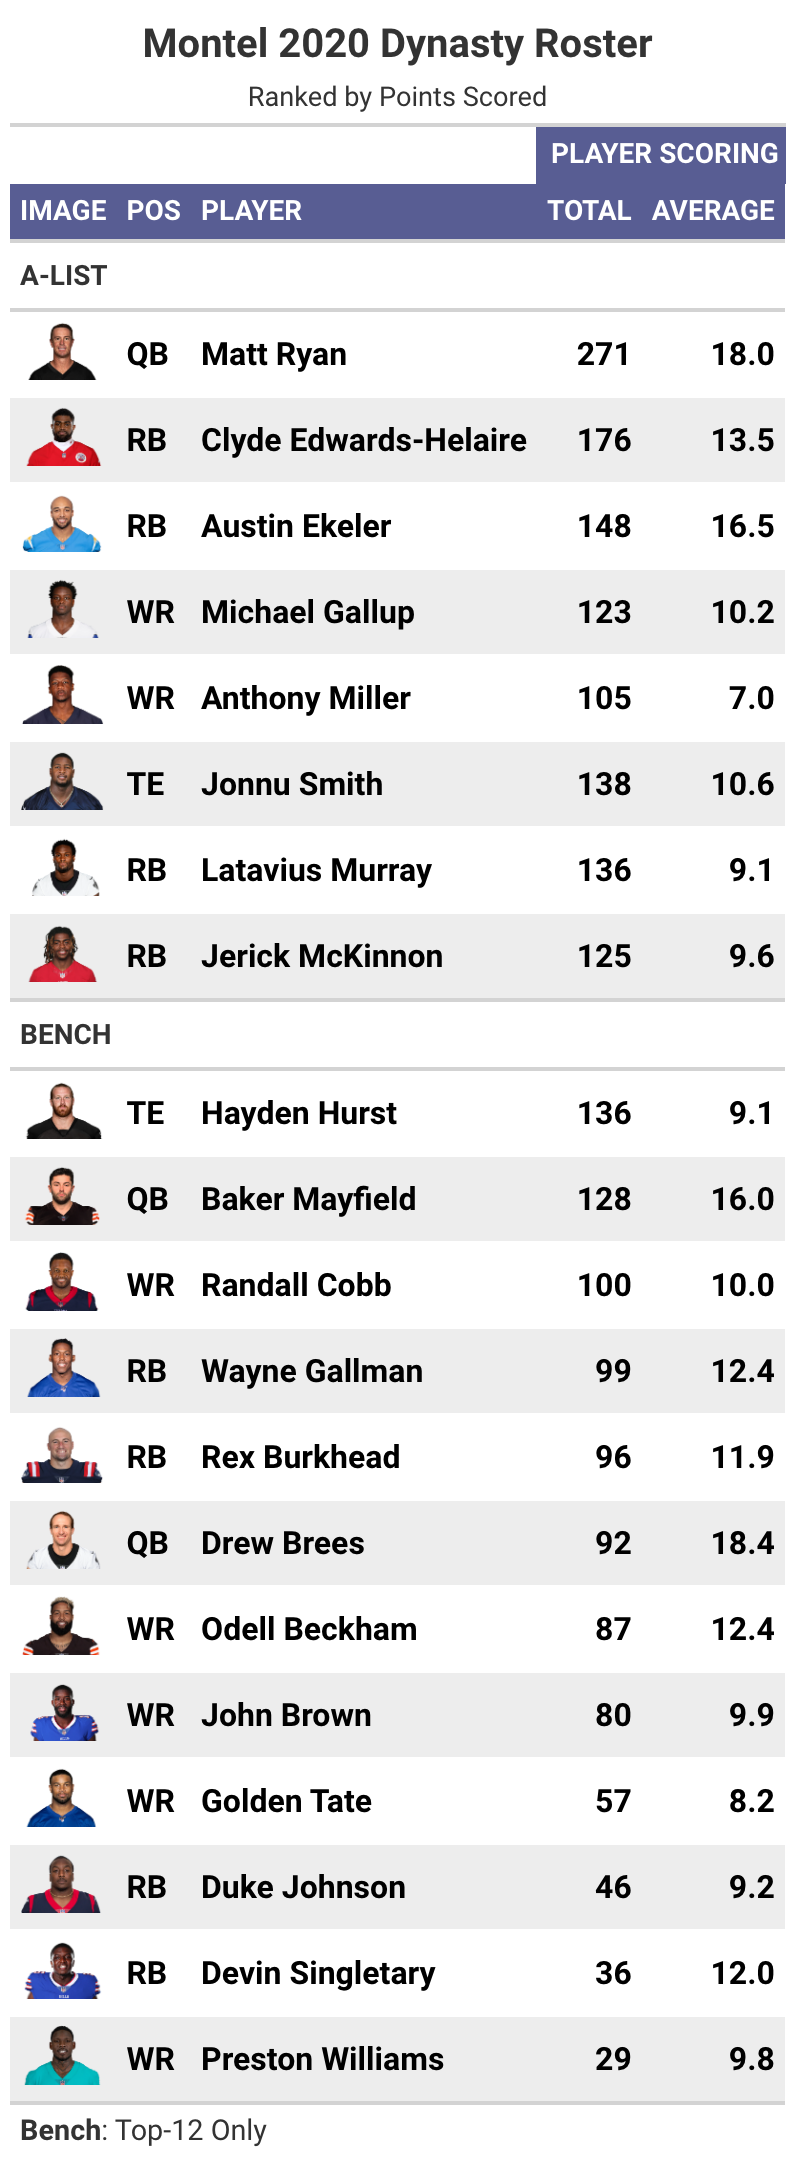 Montel 2020 Dynasty Roster
Ranked by Points Scored
PLAYER SCORING
IMAGE POS PLAYER TOTAL AVERAGE
A-LIST
QB Matt Ryan 271 18.0
RB Clyde Edwards-Helaire 176 13.5
RB Austin Ekeler 148 16.5
WR Michael Gallup 123 10.2
WR Anthony Miller 105 7.0
TE Jonnu Smith 138 10.6
RB Latavius Murray 136 9.1
RB Jerick McKinnon 125 9.6
BENCH
TE Hayden Hurst 136 9.1
QB Baker Mayfield 128 16.0
WR Randall Cobb 100 10.0
RB Wayne Gallman 99 12.4
RB Rex Burkhead 96 11.9
QB Drew Brees 92 18.4
WR Odell Beckham 87 12.4
WR John Brown 80 9.9
WR Golden Tate 57 8.2
RB Duke Johnson 46 9.2
RB Devin Singletary 36 12.0
WR Preston Williams 29 9.8
Bench: Top-12 Only